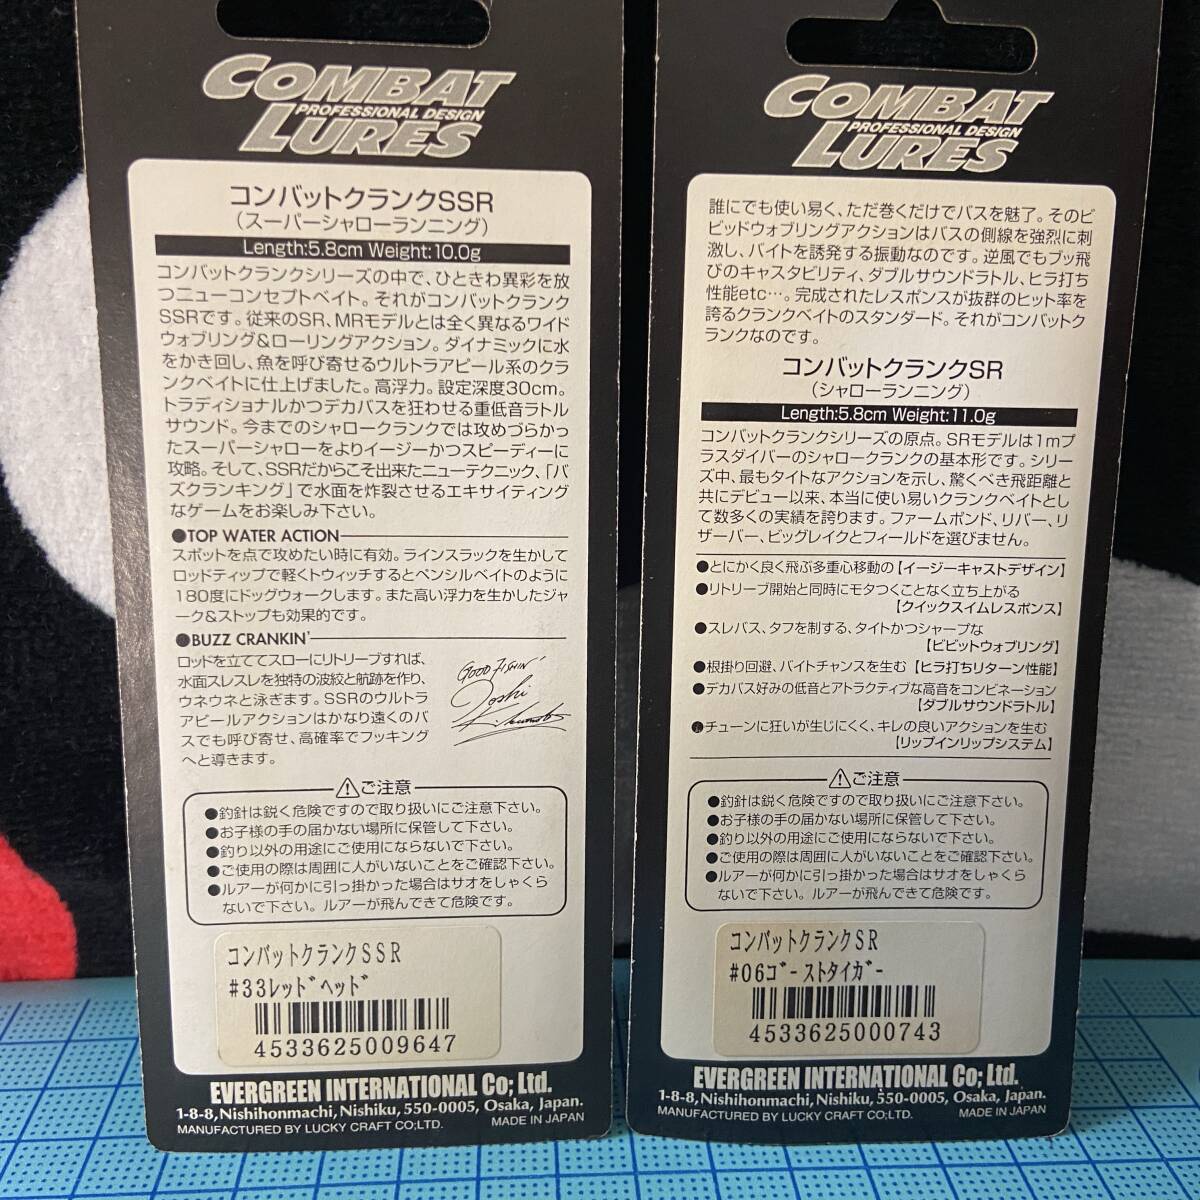 COMBAT
PROFESSIONAL DESIGN
LURES
コンバットクランクSSR
(スーパーシャローランニング)
Length:5.8cm Weight:10.0g
コンバットクランクシリーズの中で、ひときわ異彩を放
つニューコンセプトベイト。それがコンバットクランク
SSRです。従来のSR、MRモデルとは全く異なるワイド
ウォブリング&ローリングアクション。ダイナミックに水
をかき回し、魚を呼び寄せるウルトラアピール系のクラ
ンクベイトに仕上げました。高浮力。設定深度30cm。
トラディショナルかつデカバスを狂わせる重低音ラトル
サウンド。今までのシャロークランクでは攻めづらかっ
たスーパーシャローをよりイージーかつスピーディーに
攻略。そして、SSRだからこそ出来たニューテクニック、「バ
ズクランキング」で水面を炸裂させるエキサイティング
なゲームをお楽しみ下さい。
●TOP WATER ACTION
スポットを点で攻めたい時に有効。ラインスラックを生かして
ロッドティップで軽くトウィッチするとペンシルベイトのように
180度にドッグウォークします。また高い浮力を生かしたジャ
ーク&ストップも効果的です。
●BUZZ CRANKIN'
ロッドを立ててスローにリトリーブすれば、
水面スレスレを独特の波紋と航跡を作り、
ウネウネと泳ぎます。SSRのウルトラ
アピールアクションはかなり遠くのバ
スでも呼び寄せ、高確率でフッキング
へと導きます。
GOOD FISHIN'
⚠ご注意
●釣針は鋭く危険ですので取り扱いにご注意下さい。
●お子様の手の届かない場所に保管して下さい。
●釣り以外の用途にご使用にならないで下さい。
●ご使用の際は周囲に人がいないことをご確認下さい。
●ルアーが何かに引っ掛かった場合はサオをしゃくら
ないで下さい。ルアーが飛んできて危険です。
コンバットクランクSSR
#33レッドヘッド
4533625009647
EVERGREEN INTERNATIONAL Co; Ltd.
1-8-8, Nishihonmachi, Nishiku, 550-0005, Osaka, Japan.
MANUFACTURED BY LUCKY CRAFT CO;LTD. MADE IN JAPAN
COMBAT
PROFESSIONAL DESIGN
LURES
誰にでも使い易く、ただ巻くだけでバスを魅了。そのビ
ビッドウォブリングアクションはバスの側線を強烈に刺
激し、バイトを誘発する振動なのです。逆風でもブッ飛
びのキャスタビリティ、ダブルサウンドラトル、ヒラ打ち
性能etc…。完成されたレスポンスが抜群のヒット率を
誇るクランクベイトのスタンダード。それがコンバットク
ランクなのです。
コンバットクランクSR
(シャローランニング)
Length:5.8cm Weight:11.0g
コンバットクランクシリーズの原点。SRモデルは1mプ
ラスダイバーのシャロークランクの基本形です。シリー
ズ中、最もタイトなアクションを示し、驚くべき飛距離と
共にデビュー以来、本当に使い易いクランクベイトとし
て数多くの実績を誇ります。ファームポンド、リバー、リ
ザーバー、ビッグレイクとフィールドを選びません。
●とにかく良く飛ぶ多重心移動の【イージーキャストデザイン】
●リトリーブ開始と同時にモタつくことなく立ち上がる
【クイックスイムレスポンス】
●スレバス、タフを制する、タイトかつシャープな
【ビビットウォブリング】
●根掛り回避、バイトチャンスを生む【ヒラ打ちリターン性能】
●デカバス好みの低音とアトラクティブな高音をコンビネーション
【ダブルサウンドラトル】
●チューンに狂いが生じにくく、キレの良いアクションを生む
【リップインリップシステム】
⚠ご注意
●釣針は鋭く危険ですので取り扱いにご注意下さい。
●お子様の手の届かない場所に保管して下さい。
●釣り以外の用途にご使用にならないで下さい。
●ご使用の際は周囲に人がいないことをご確認下さい。
●ルアーが何かに引っ掛かった場合はサオをしゃくら
ないで下さい。ルアーが飛んできて危険です。
コンバットクランクSR
#06ゴーストタイガー
4533625000743
EVERGREEN INTERNATIONAL Co; Ltd.
1-8-8, Nishihonmachi, Nishiku, 550-0005, Osaka, Japan.
MANUFACTURED BY LUCKY CRAFT CO;LTD. MADE IN JAPAN